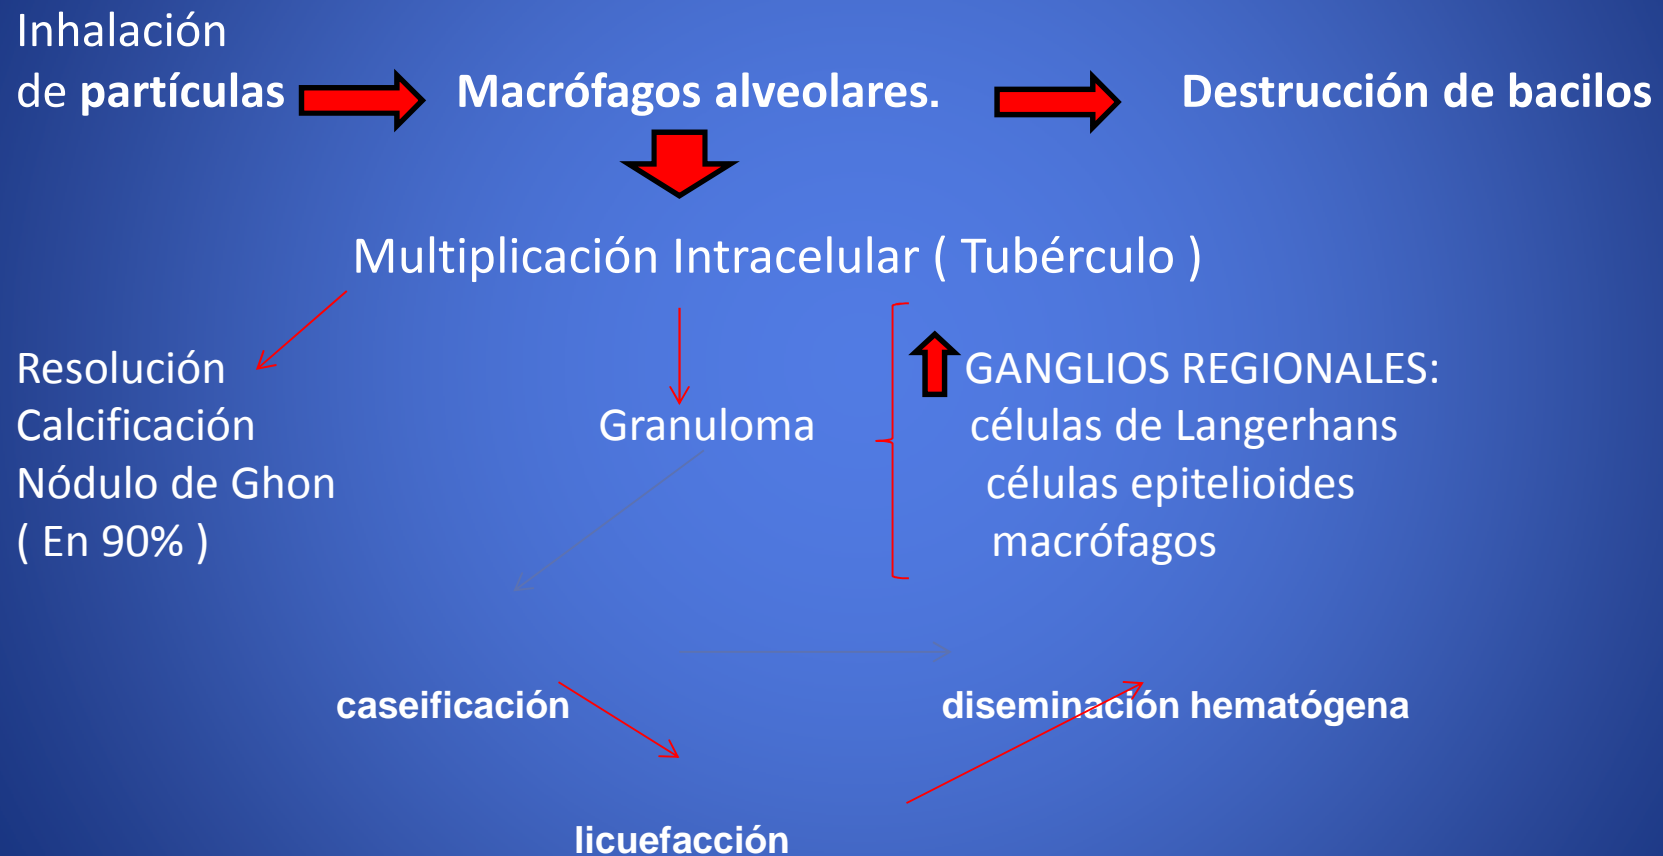 Inhalación
de partículas
Macrófagos alveolares.
Destrucción de bacilos
Multiplicación Intracelular ( Tubérculo )
Resolución
Calcificación
Nódulo de Ghon
( En 90% )
Granuloma
GANGLIOS REGIONALES:
células de Langerhans
células epitelioides
macrófagos
caseificación
diseminación hematógena
licuefacción